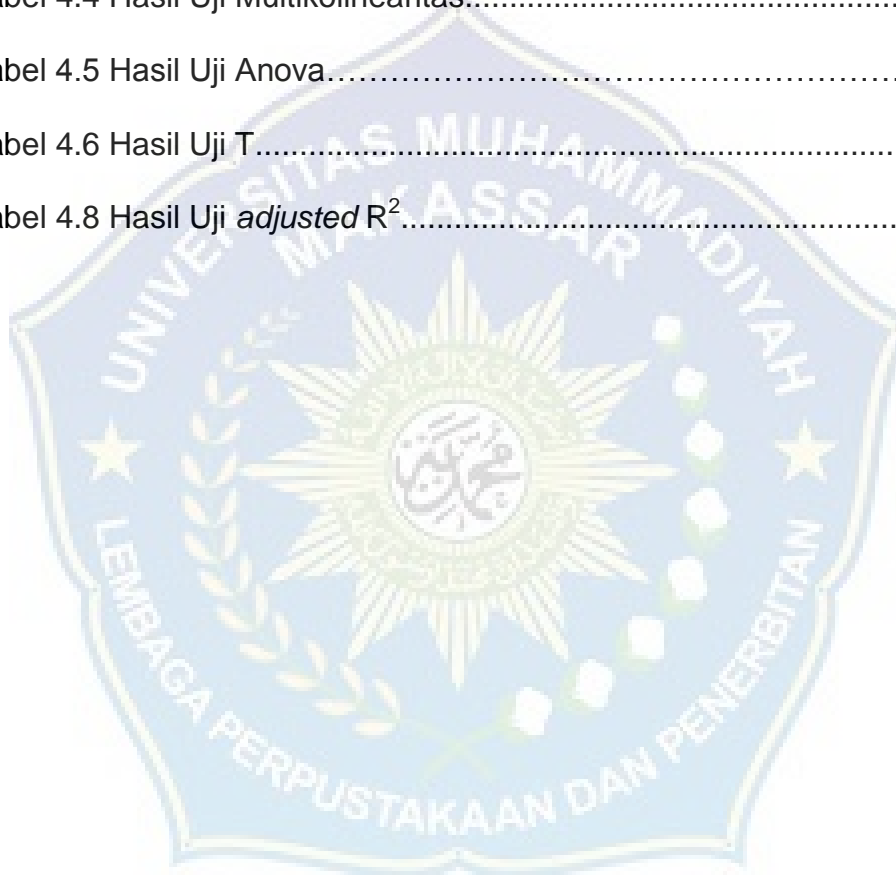 abel 4.4 Hasil Uji Multikolinearitas
abel 4.5 Hasil Uji Anova
abel 4.6 Hasil Uji T
abel 4.8 Hasil Uji adjusted R²
UNIVERSITAS MUHAMMADIYAH
MAKASSAR
LEMBAGA PERPUSTAKAAN DAN PENERBITAN